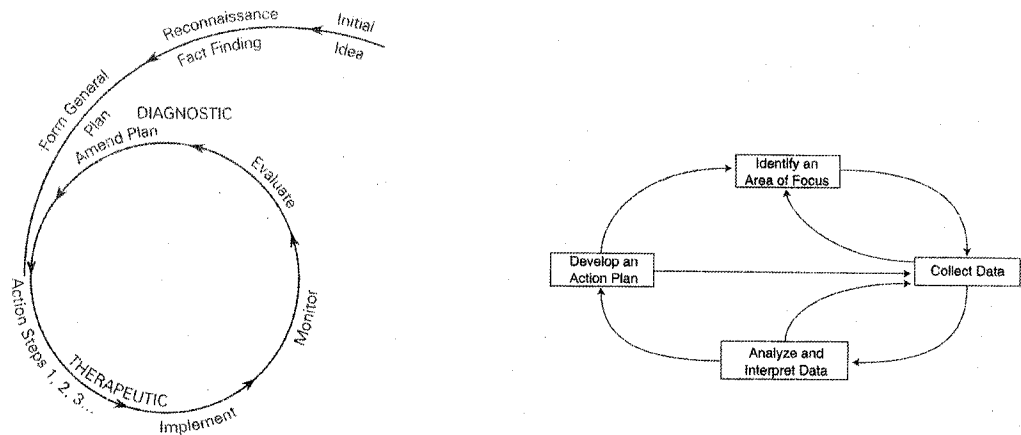 Initial
Idea
Reconnaissance
Fact Finding
Form General
Plan
DIAGNOSTIC
Amend Plan
Evaluate
Monitor
Action Steps 1, 2, 3...
THERAPEUTIC
Implement
Identify an
Area of Focus
Develop an
Action Plan
Collect Data
Analyze and
Interpret Data